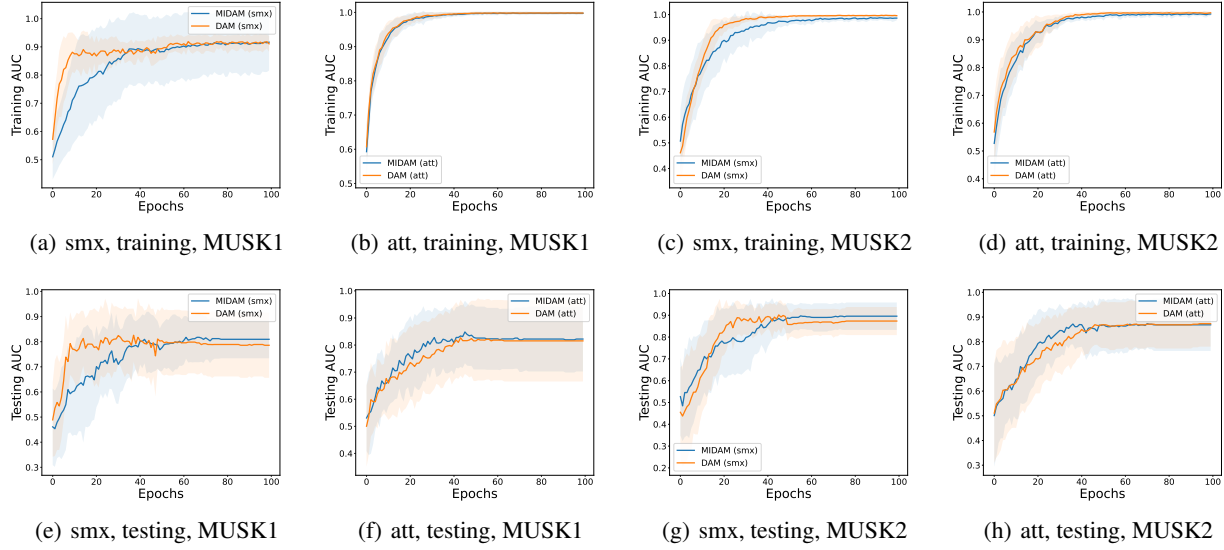 1.0
0.9
0.8
0.7
0.6
0.5
Training AUC
MIDAM (smx)
DAM (smx)
0 20 40 60 80 100
Epochs
(a) smx, training, MUSK1
1.0
0.9
0.8
0.7
0.6
0.5
Training AUC
MIDAM (att)
DAM (att)
0 20 40 60 80 100
Epochs
(b) att, training, MUSK1
1.0
0.9
0.8
0.7
0.6
0.5
0.4
Training AUC
MIDAM (smx)
DAM (smx)
0 20 40 60 80 100
Epochs
(c) smx, training, MUSK2
1.0
0.9
0.8
0.7
0.6
0.5
0.4
Training AUC
MIDAM (att)
DAM (att)
0 20 40 60 80 100
Epochs
(d) att, training, MUSK2
1.0
0.9
0.8
0.7
0.6
0.5
0.4
0.3
Testing AUC
MIDAM (smx)
DAM (smx)
0 20 40 60 80 100
Epochs
(e) smx, testing, MUSK1
1.0
0.9
0.8
0.7
0.6
0.5
0.4
Testing AUC
MIDAM (att)
DAM (att)
0 20 40 60 80 100
Epochs
(f) att, testing, MUSK1
1.0
0.9
0.8
0.7
0.6
0.5
0.4
0.3
0.2
Testing AUC
MIDAM (smx)
DAM (smx)
0 20 40 60 80 100
Epochs
(g) smx, testing, MUSK2
1.0
0.9
0.8
0.7
0.6
0.5
0.4
0.3
Testing AUC
MIDAM (att)
DAM (att)
0 20 40 60 80 100
Epochs
(h) att, testing, MUSK2